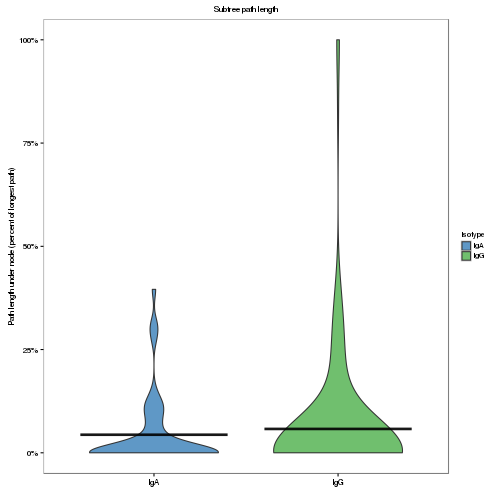 Subtree path length
100%
75%
50%
25%
0%
Path length under node (percent of longest path)
IgA
IgG
Isotype
IgA
IgG